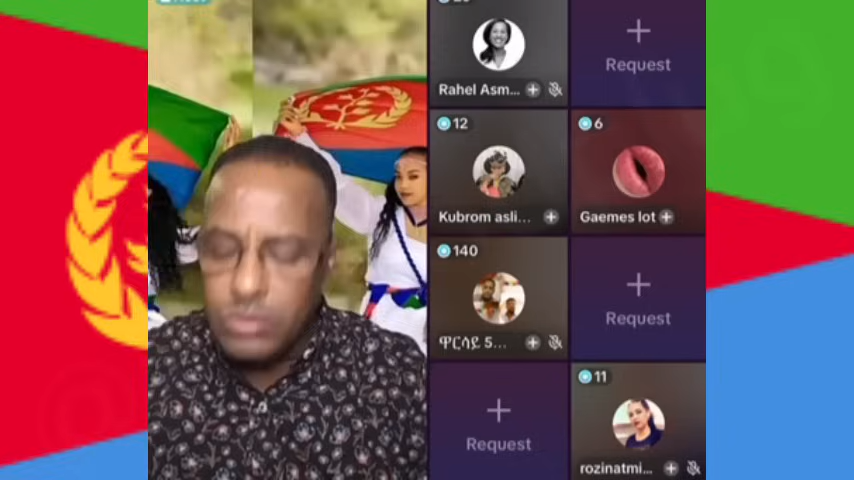 Rahel Asm...
Request
12
6
Kubrom asli...
Gaemes lot
140
ዋርሳይ 5...
Request
Request
11
rozinatmi...